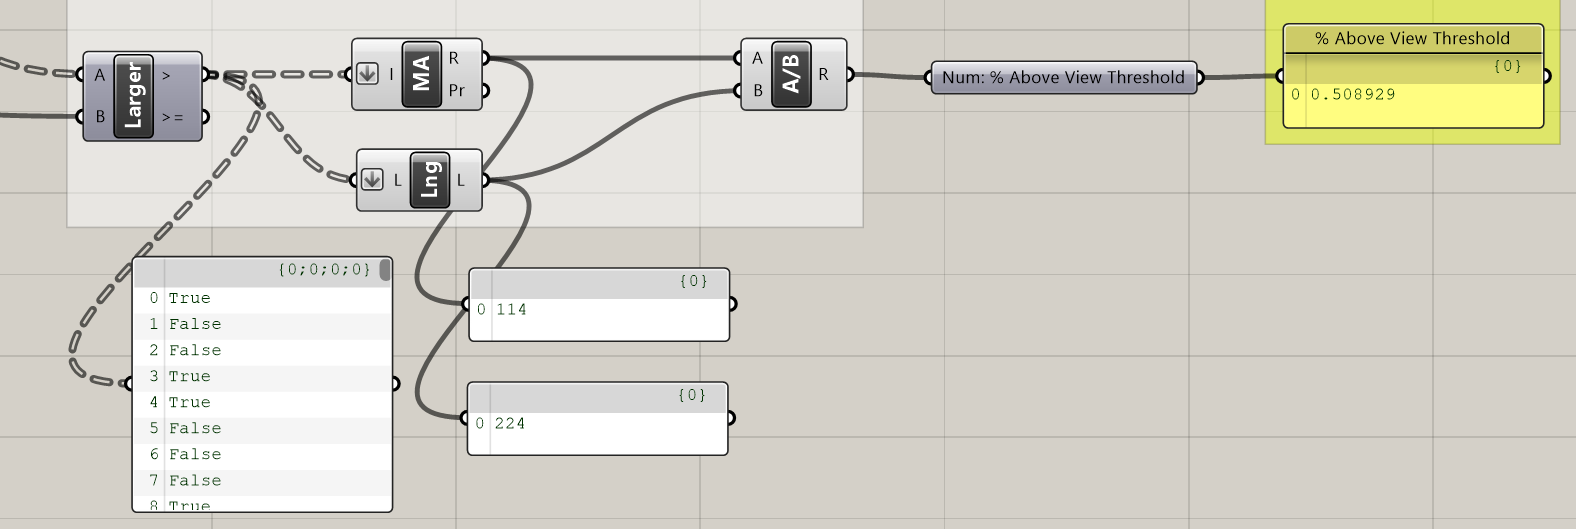 A
B
Larger
>
>=
I
MA
R
Pr
L
Lng
L
A
B
A/B
R
Num: % Above View Threshold
% Above View Threshold
{0}
0 0.508929
{0;0;0;0}
0 True
1 False
2 False
3 True
4 True
5 False
6 False
7 False
8 True
{0}
0 114
{0}
0 224